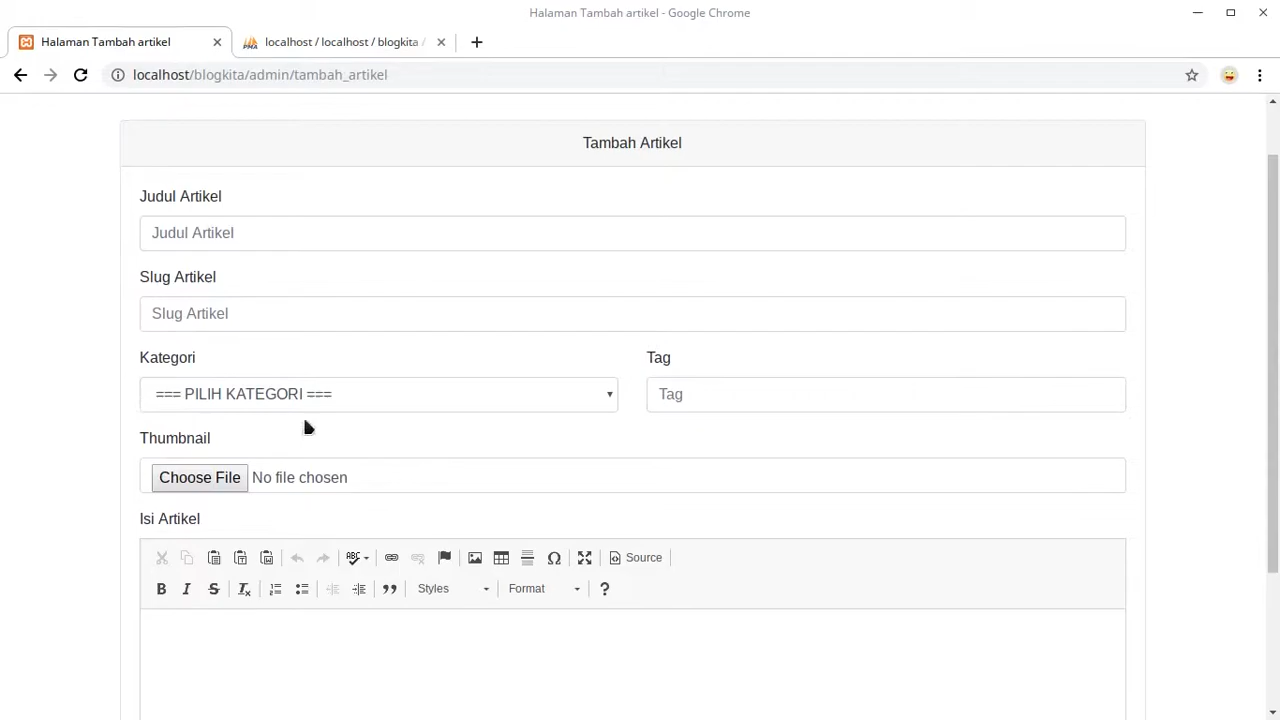 Halaman Tambah artikel - Google Chrome
Halaman Tambah artikel
localhost / localhost / blogkita /
localhost/blogkita/admin/tambah_artikel
Tambah Artikel
Judul Artikel
Judul Artikel
Slug Artikel
Slug Artikel
Kategori Tag
=== PILIH KATEGORI === Tag
Thumbnail
Choose File No file chosen
Isi Artikel
Source
Styles Format